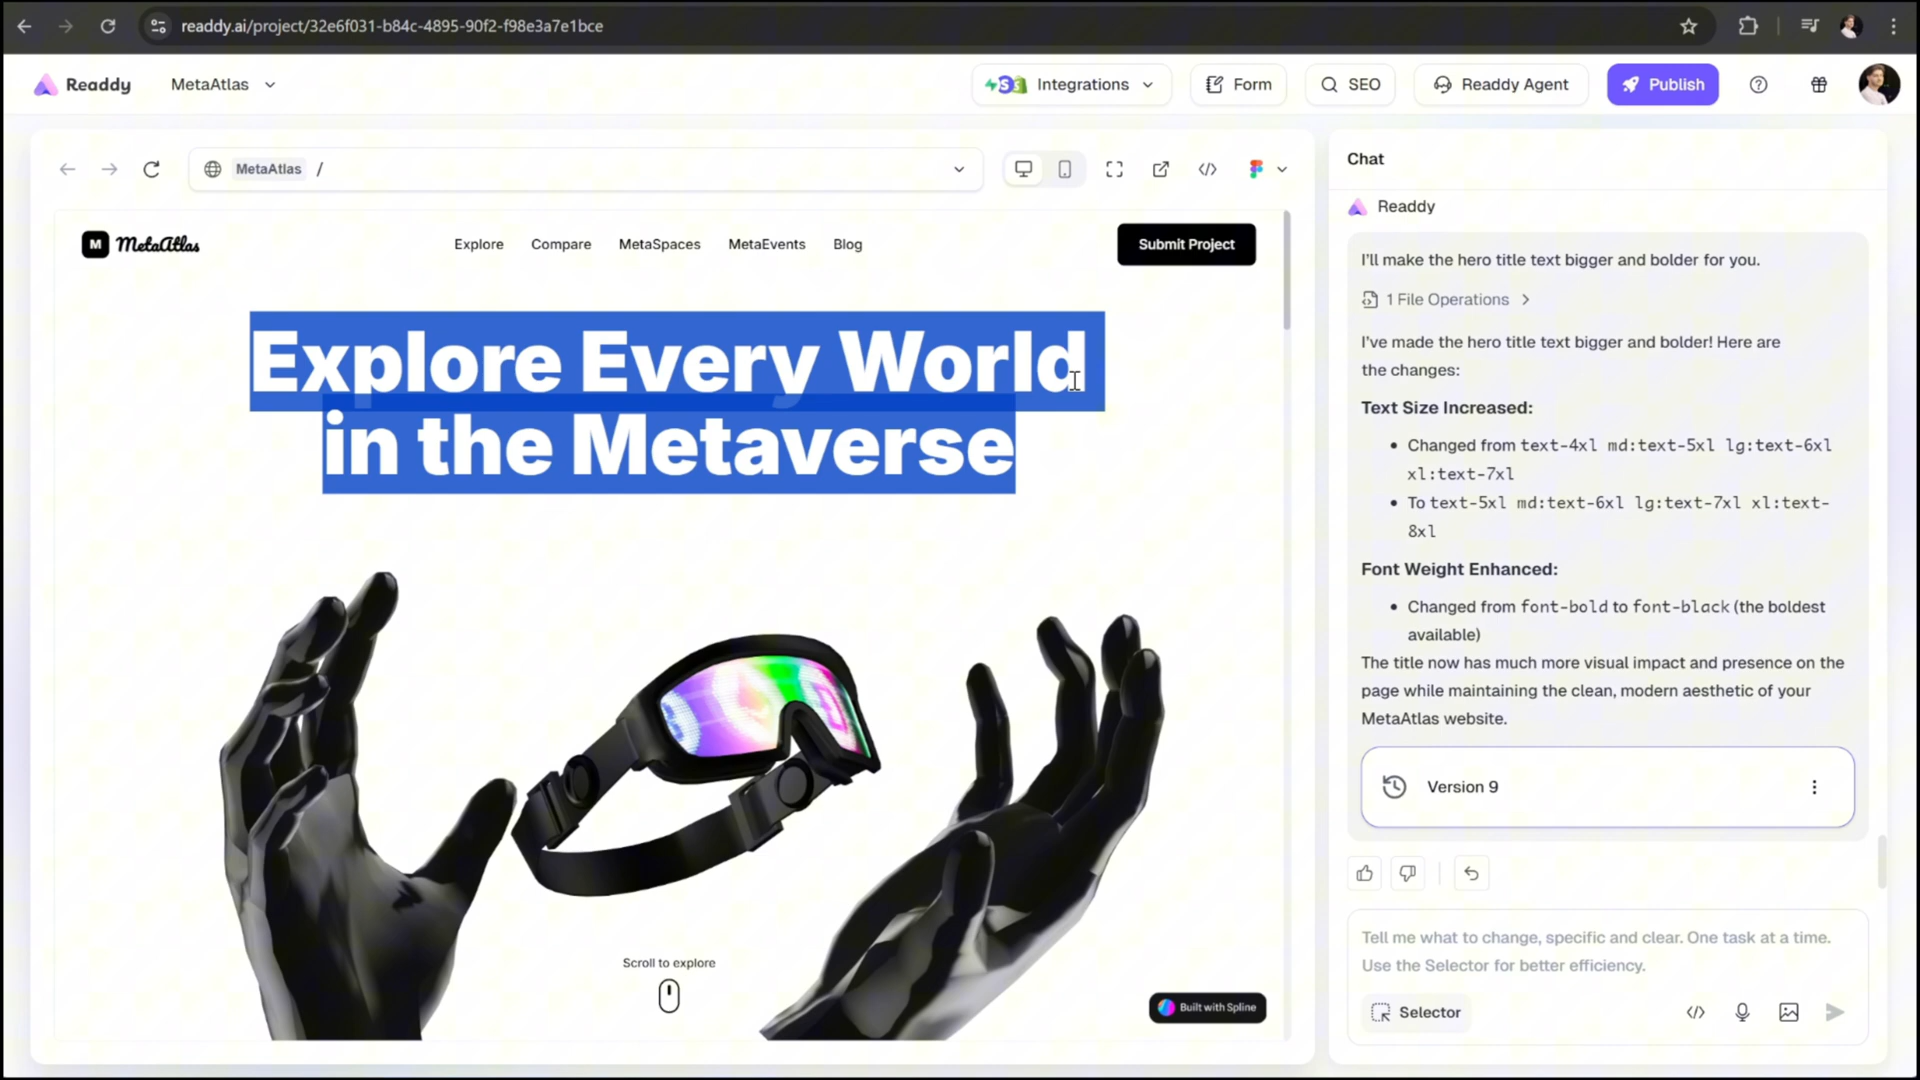 readdy.ai/project/32e6f031-b84c-4895-90f2-f98e3a7e1bce
Readdy
MetaAtlas
Integrations
Form
SEO
Readdy Agent
Publish
MetaAtlas /
M MetaAtlas
Explore
Compare
MetaSpaces
MetaEvents
Blog
Submit Project
Explore Every World
in the Metaverse
Scroll to explore
Built with Spline
Chat
Readdy
I'll make the hero title text bigger and bolder for you.
1 File Operations
I've made the hero title text bigger and bolder! Here are
the changes:
Text Size Increased:
• Changed from text-4xl md:text-5xl lg:text-6xl
xl:text-7xl
• To text-5xl md:text-6xl lg:text-7xl xl:text-
8xl
Font Weight Enhanced:
• Changed from font-bold to font-black (the boldest
available)
The title now has much more visual impact and presence on the
page while maintaining the clean, modern aesthetic of your
MetaAtlas website.
Version 9
Tell me what to change, specific and clear. One task at a time.
Use the Selector for better efficiency.
Selector